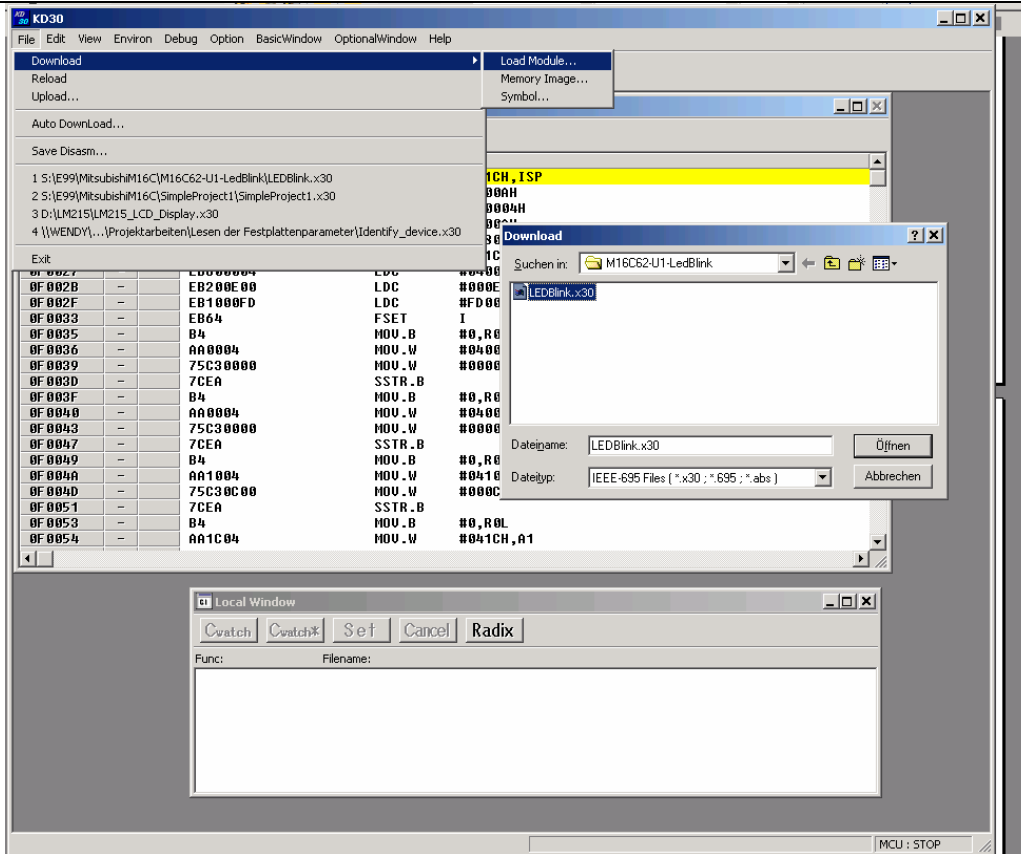 KD30
File Edit View Environ Debug Option BasicWindow OptionalWindow Help
Download
Reload
Upload...
Auto DownLoad...
Save Disasm...
1 S:\E99\MitsubishiM16C\M16C62-U1-LedBlink\LEDBlink.x30
2 S:\E99\MitsubishiM16C\SimpleProject1\SimpleProject1.x30
3 D:\LM215\LM215_LCD_Display.x30
4 \\WENDY\...\Projektarbeiten\Lesen der Festplattenparameter\Identify_device.x30
Exit
Load Module...
Memory Image...
Symbol...
1CH,ISP
00AH
0004H
0F002B - EB200E00 LDC #000E
0F002F - EB1000FD LDC #FD00
0F0033 - EB64 FSET I
0F0035 - B4 MOV.B #0,R0
0F0036 - AA0004 MOV.W #0400
0F0039 - 75C30000 MOV.W #0000
0F003D - 7CEA SSTR.B
0F003F - B4 MOV.B #0,R0
0F0040 - AA0004 MOV.W #0400
0F0043 - 75C30000 MOV.W #0000
0F0047 - 7CEA SSTR.B
0F0049 - B4 MOV.B #0,R0
0F004A - AA1004 MOV.W #0410
0F004D - 75C30C00 MOV.W #000C
0F0051 - 7CEA SSTR.B
0F0053 - B4 MOV.B #0,R0L
0F0054 - AA1C04 MOV.W #041CH,A1
Download
Suchen in: M16C62-U1-LedBlink
LEDBlink.x30
Dateiname: LEDBlink.x30 Öffnen
Dateityp: IEEE-695 Files ( *.x30 ; *.695 ; *.abs ) Abbrechen
Local Window
Cwatch Cwatch* Set Cancel Radix
Func: Filename:
MCU : STOP